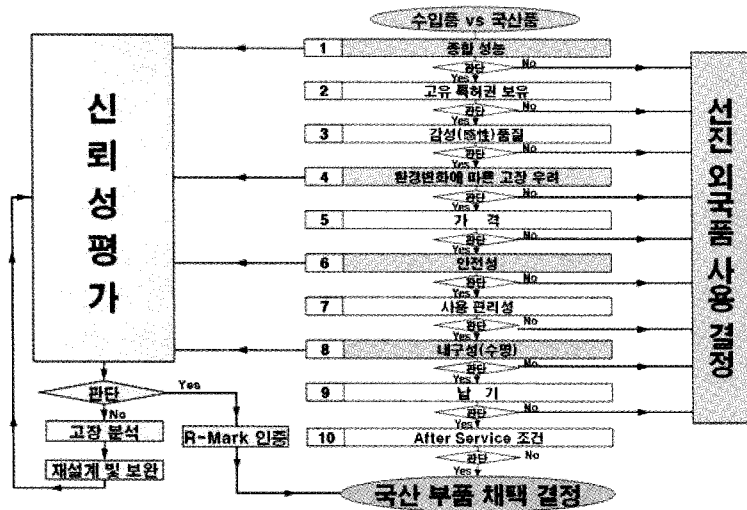 수입품 vs 국산품
1 종합 성능
판단 No
Yes
2 고유 특허권 보유
판단 No
Yes
3 감성(感性)품질
판단 No
Yes
4 환경변화에 따른 고장 우려
판단 No
Yes
5 가 격
판단 No
Yes
6 안전성
판단 No
Yes
7 사용 편리성
판단 No
Yes
8 내구성(수명)
판단 No
Yes
9 납 기
판단 No
Yes
10 After Service 조건
판단 No
Yes
국산 부품 채택 결정
신뢰성평가
판단 Yes
No
고장 분석
R-Mark 인증
재설계 및 보완
선진 외국품 사용 결정